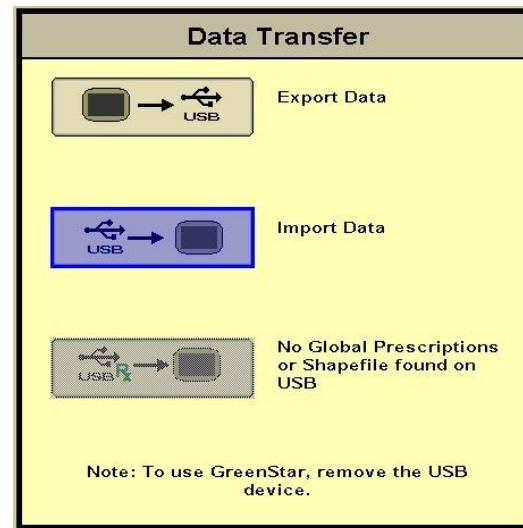 Data Transfer
USB
Export Data
USB
Import Data
USB Rx
No Global Prescriptions
or Shapefile found on
USB
Note: To use GreenStar, remove the USB
device.